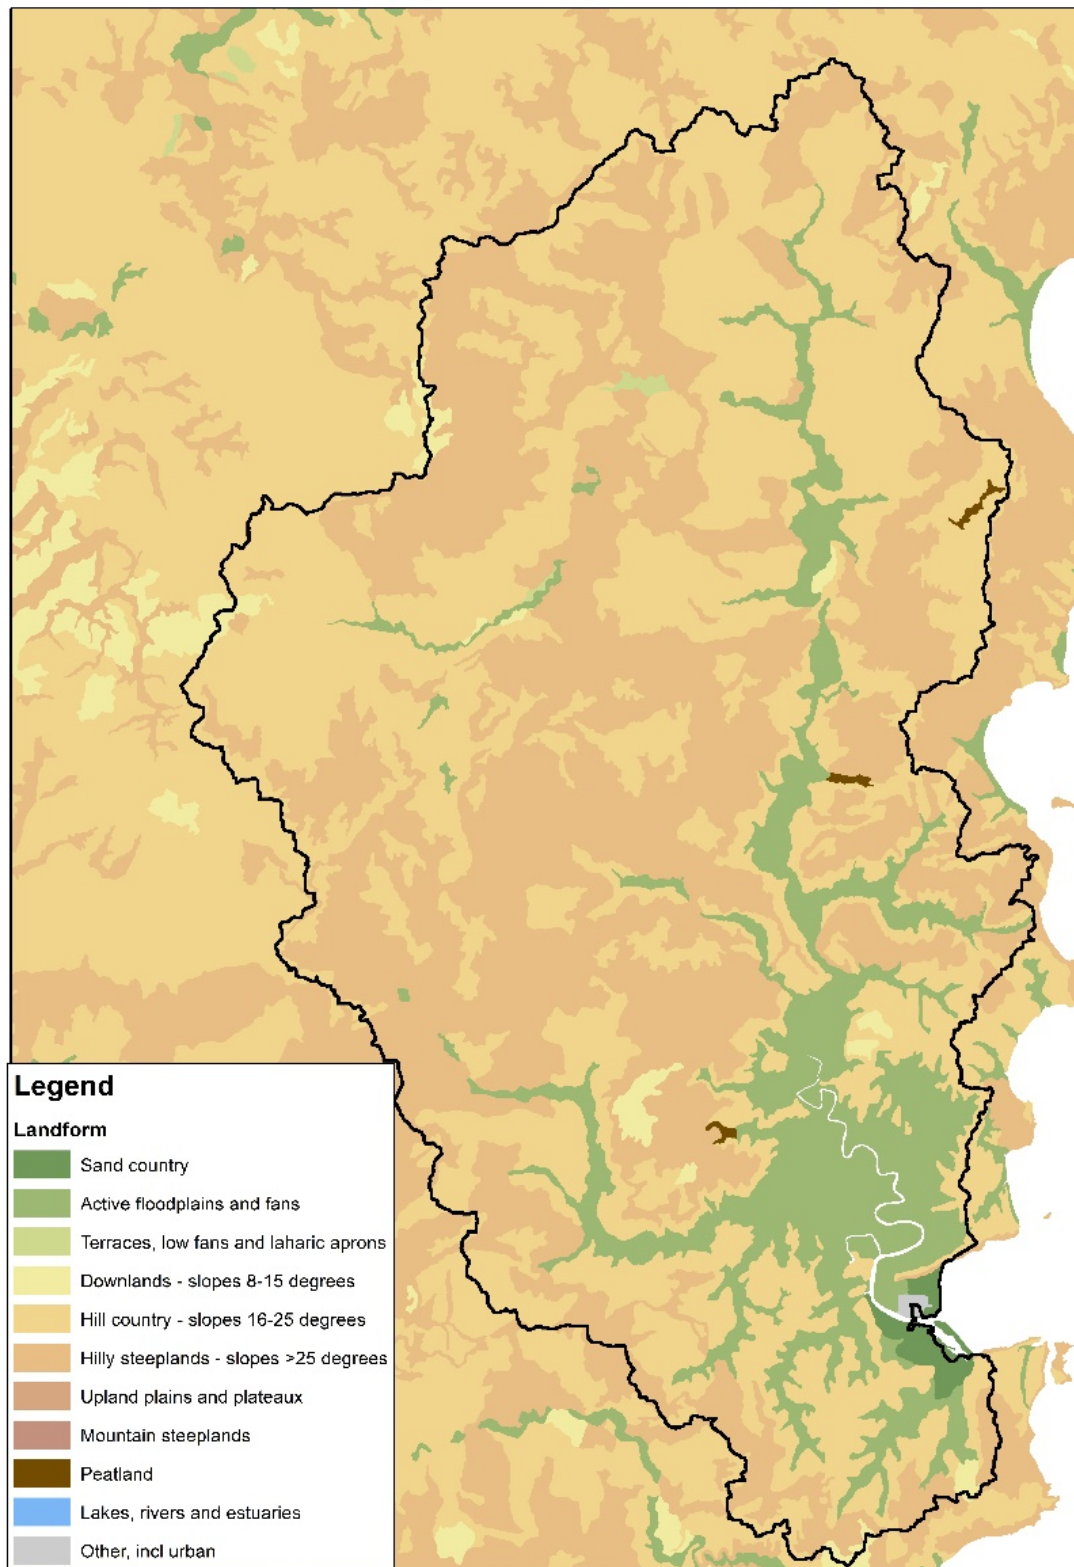 Legend
Landform
Sand country
Active floodplains and fans
Terraces, low fans and laharic aprons
Downlands - slopes 8-15 degrees
Hill country - slopes 16-25 degrees
Hilly steeplands - slopes >25 degrees
Upland plains and plateaux
Mountain steeplands
Peatland
Lakes, rivers and estuaries
Other, incl urban